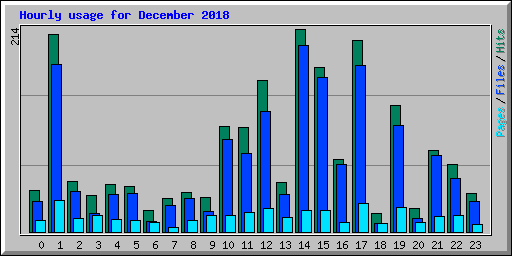 Hourly usage for December 2018
214
Pages/Files/Hits
0 1 2 3 4 5 6 7 8 9 10 11 12 13 14 15 16 17 18 19 20 21 22 23